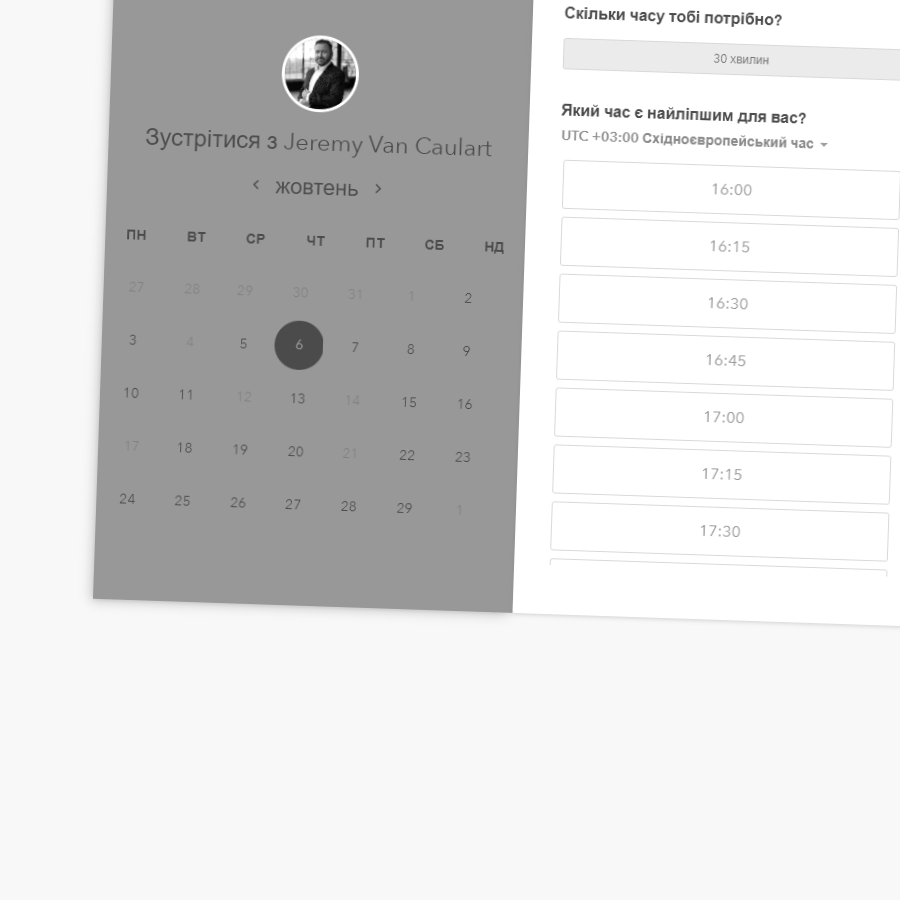 Зустрітися з Jeremy Van Caulart
жовтень
ПН ВТ СР ЧТ ПТ СБ НД
27 28 29 30 31 1 2
3 4 5 6 7 8 9
10 11 12 13 14 15 16
17 18 19 20 21 22 23
24 25 26 27 28 29 1
Скільки часу тобі потрібно?
30 хвилин
Який час є найліпшим для вас?
UTC +03:00 Східноєвропейський час
16:00
16:15
16:30
16:45
17:00
17:15
17:30